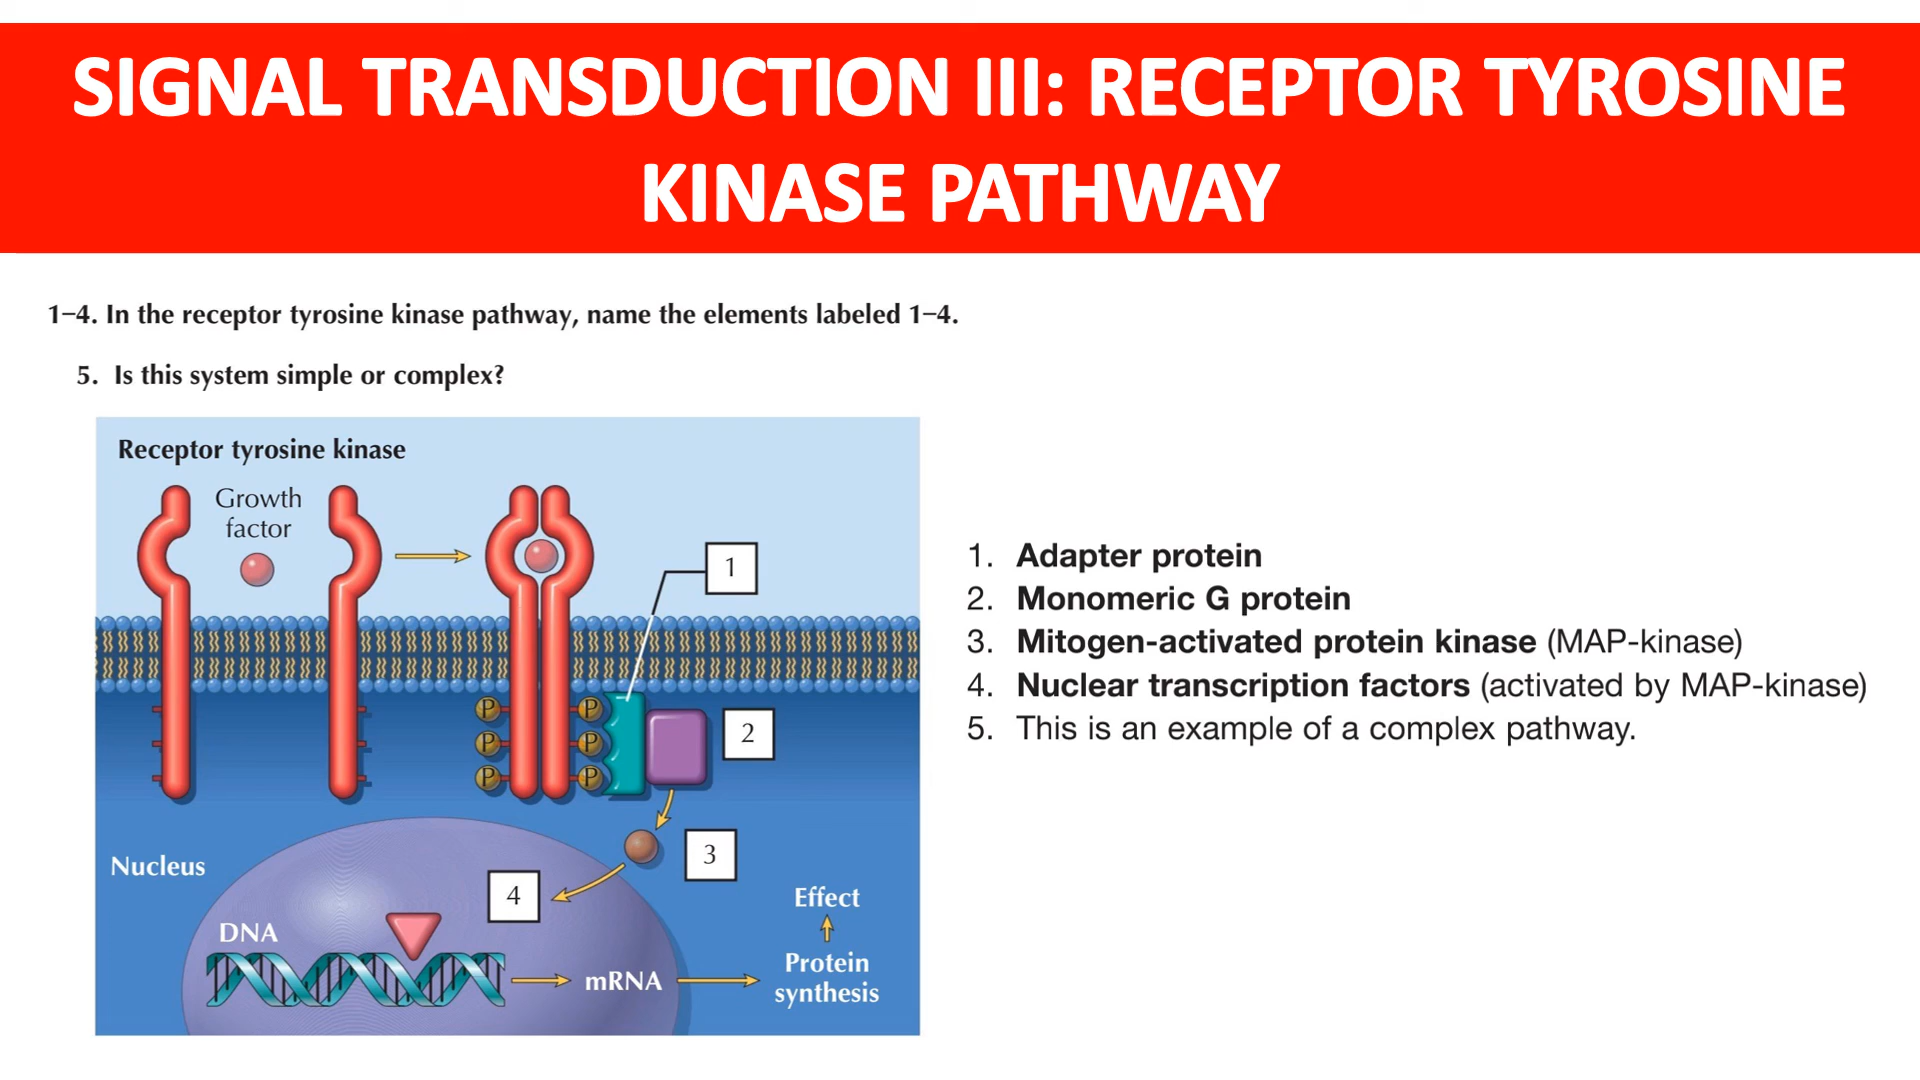 SIGNAL TRANSDUCTION III: RECEPTOR TYROSINE
KINASE PATHWAY
1–4. In the receptor tyrosine kinase pathway, name the elements labeled 1–4.
5. Is this system simple or complex?
Receptor tyrosine kinase
Growth
factor
1
P P
2
P P
P P
3
Nucleus
4
Effect
DNA
Protein
mRNA
synthesis
1. Adapter protein
2. Monomeric G protein
3. Mitogen-activated protein kinase (MAP-kinase)
4. Nuclear transcription factors (activated by MAP-kinase)
5. This is an example of a complex pathway.